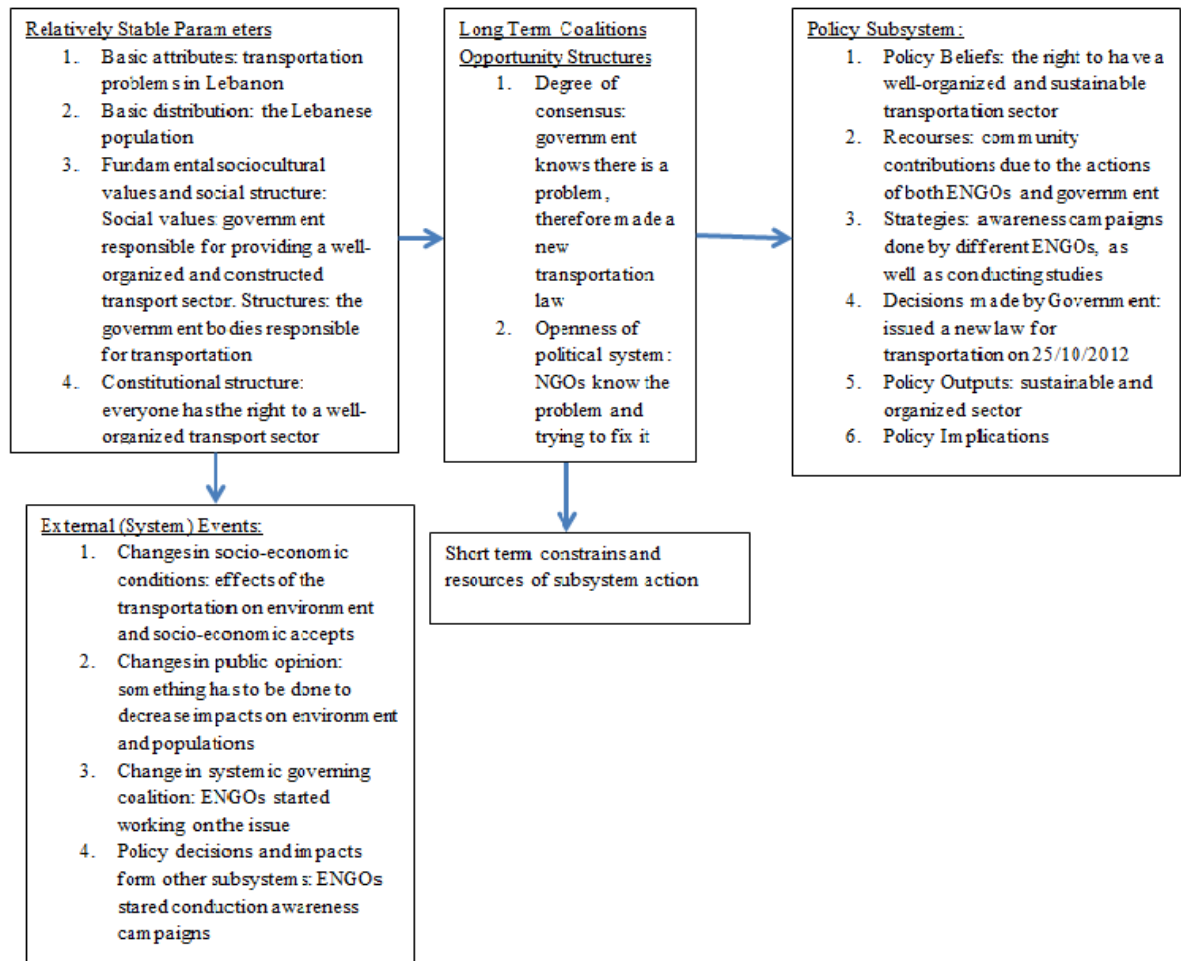 Relatively Stable Parameters
1. Basic attributes: transportation
problems in Lebanon
2. Basic distribution: the Lebanese
population
3. Fundamental sociocultural
values and social structure:
Social values: government
responsible for providing a well-
organized and constructed
transport sector. Structures: the
government bodies responsible
for transportation
4. Constitutional structure:
everyone has the right to a well-
organized transport sector
Long Term Coalitions
Opportunity Structures
1. Degree of
consensus:
government
knows there is a
problem,
therefore made a
new
transportation
law
2. Openness of
political system:
NGOs know the
problem and
trying to fix it
Policy Subsystem:
1. Policy Beliefs: the right to have a
well-organized and sustainable
transportation sector
2. Recourses: community
contributions due to the actions
of both ENGOs and government
3. Strategies: awareness campaigns
done by different ENGOs, as
well as conducting studies
4. Decisions made by Government:
issued a new law for
transportation on 25/10/2012
5. Policy Outputs: sustainable and
organized sector
6. Policy Implications
External (System) Events:
1. Changes in socio-economic
conditions: effects of the
transportation on environment
and socio-economic accepts
2. Changes in public opinion:
something has to be done to
decrease impacts on environment
and populations
3. Change in systemic governing
coalition: ENGOs started
working on the issue
4. Policy decisions and impacts
form other subsystems: ENGOs
stared conduction awareness
campaigns
Short term constrains and
resources of subsystem action